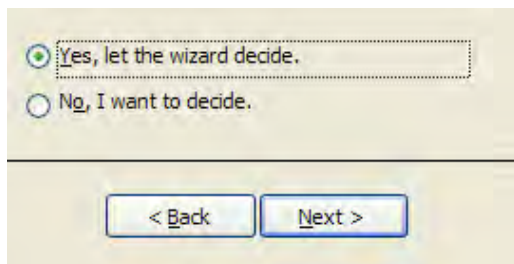 Yes, let the wizard decide.
No, I want to decide.
< Back
Next >